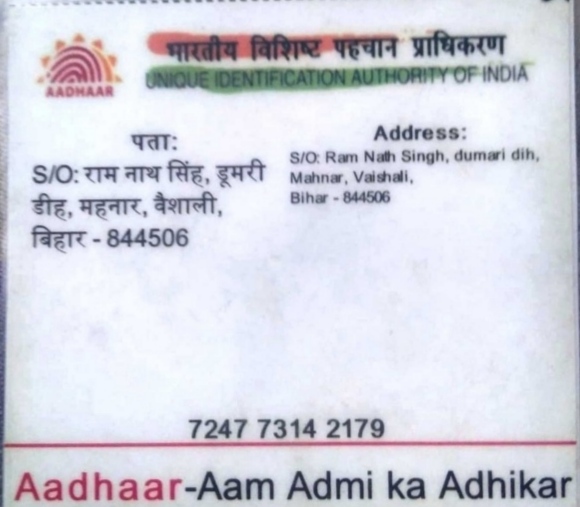 भारतीय विशिष्ट पहचान प्राधिकरण
AADHAAR
UNIQUE IDENTIFICATION AUTHORITY OF INDIA
पता:
S/O: राम नाथ सिंह, डूमरी
डीह, महनार, वैशाली,
बिहार - 844506
Address:
S/O: Ram Nath Singh, dumari dih,
Mahnar, Vaishali,
Bihar - 844506
7247 7314 2179
Aadhaar-Aam Admi ka Adhikar